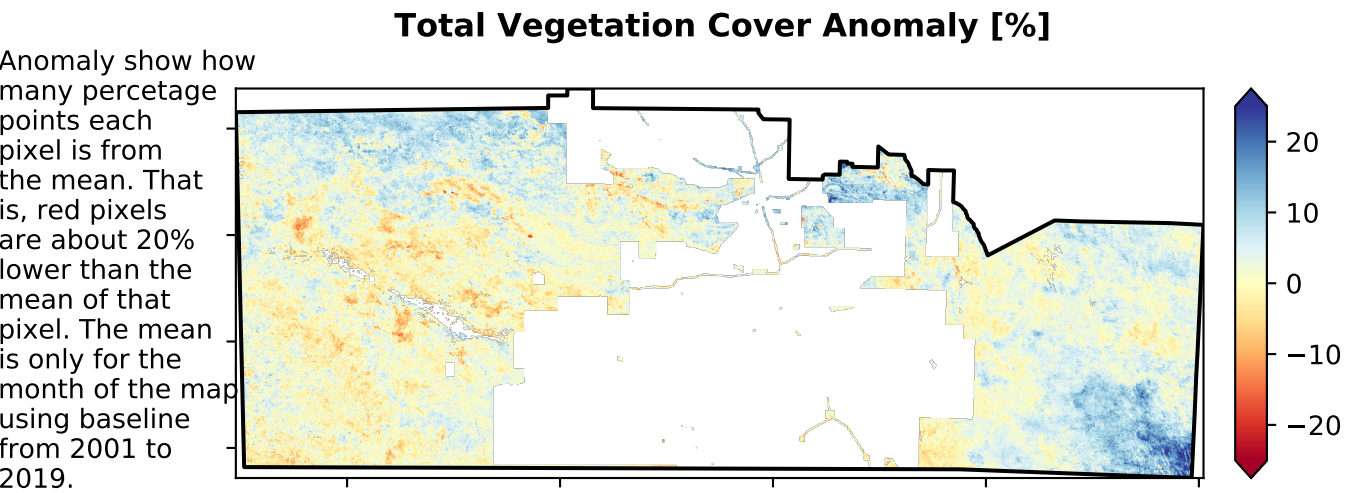 Total Vegetation Cover Anomaly [%]
Anomaly show how
many percetage
points each
pixel is from
the mean. That
is, red pixels
are about 20%
lower than the
mean of that
pixel. The mean
is only for the
month of the map
using baseline
from 2001 to
2019.
20
10
0
−10
−20